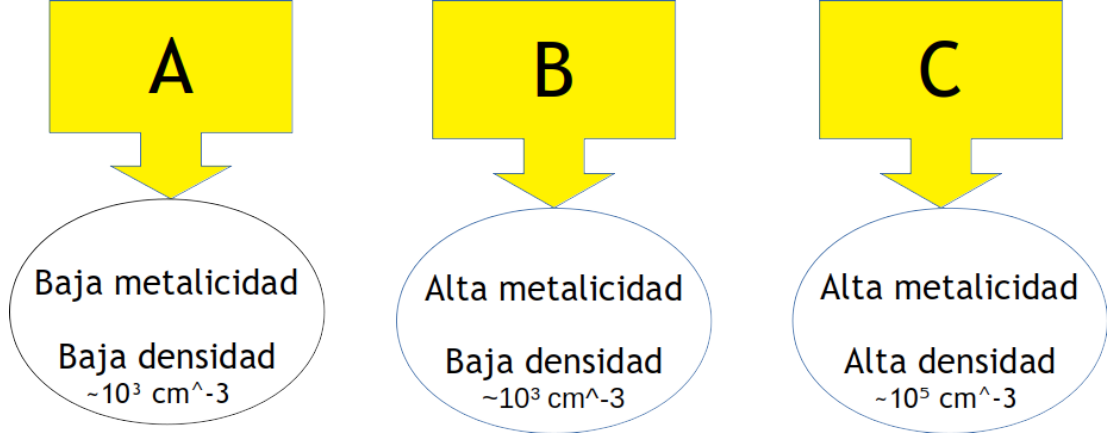 A
B
C
Baja metalicidad
Baja densidad
~10³ cm^-3
Alta metalicidad
Baja densidad
~10³ cm^-3
Alta metalicidad
Alta densidad
~10⁵ cm^-3